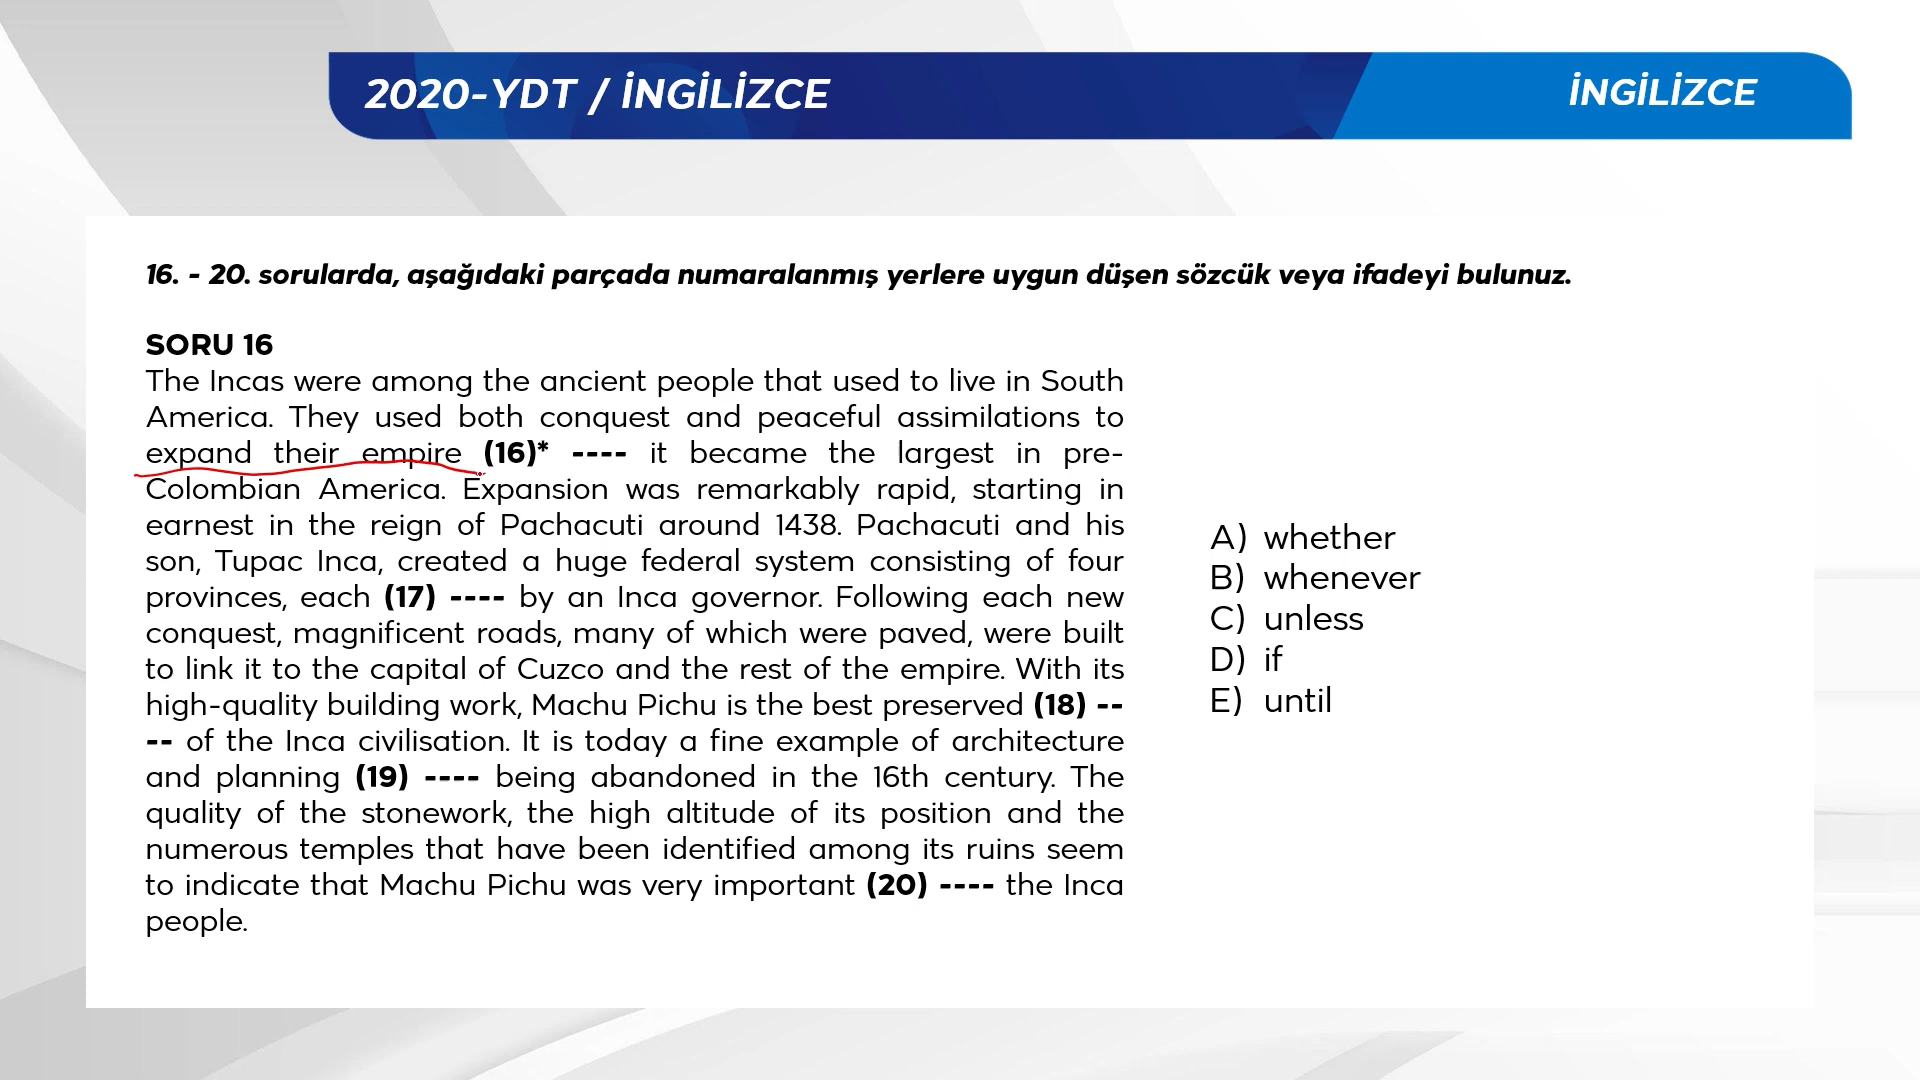 2020-YDT / İNGİLİZCE
İNGİLİZCE
16. - 20. sorularda, aşağıdaki parçada numaralanmış yerlere uygun düşen sözcük veya ifadeyi bulunuz.
SORU 16
The Incas were among the ancient people that used to live in South
America. They used both conquest and peaceful assimilations to
expand their empire (16)* ---- it became the largest in pre-
Colombian America. Expansion was remarkably rapid, starting in
earnest in the reign of Pachacuti around 1438. Pachacuti and his
son, Tupac Inca, created a huge federal system consisting of four
provinces, each (17) ---- by an Inca governor. Following each new
conquest, magnificent roads, many of which were paved, were built
to link it to the capital of Cuzco and the rest of the empire. With its
high-quality building work, Machu Pichu is the best preserved (18) --
-- of the Inca civilisation. It is today a fine example of architecture
and planning (19) ---- being abandoned in the 16th century. The
quality of the stonework, the high altitude of its position and the
numerous temples that have been identified among its ruins seem
to indicate that Machu Pichu was very important (20) ---- the Inca
people.
A) whether
B) whenever
C) unless
D) if
E) until